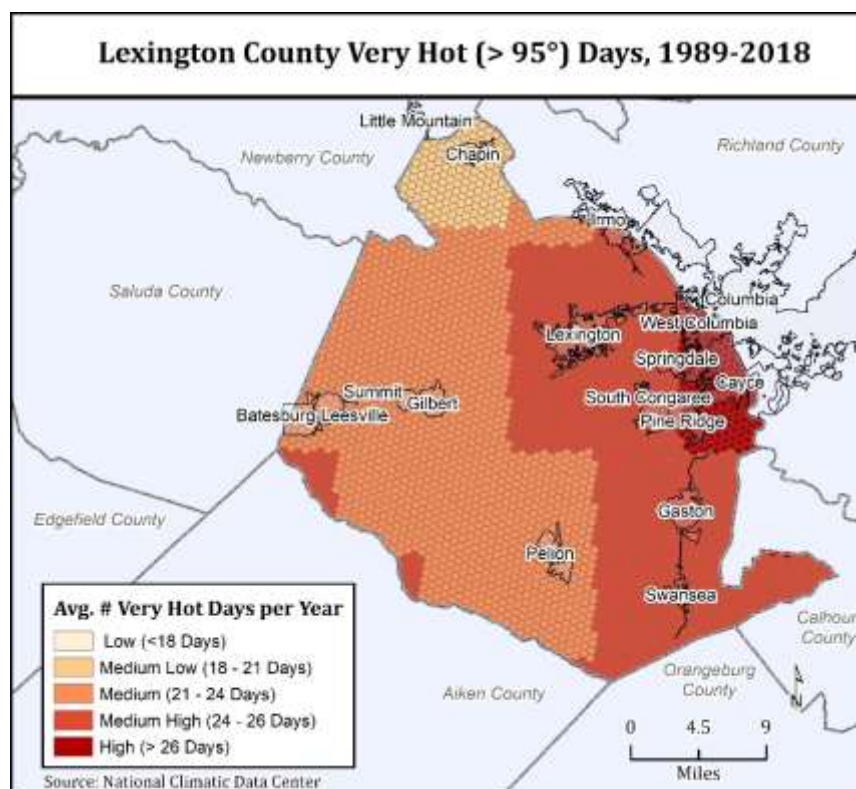 Lexington County Very Hot (> 95°) Days, 1989-2018
Little Mountain
Newberry County
Chapin
Richland County
Irmo
Saluda County
Columbia
West Columbia
Lexington
Springdale
Cayce
Summit
South Congaree
Gilbert
Batesburg Leesville
Pine Ridge
Edgefield County
Gaston
Pelion
Swansea
Calhoun
County
Orangeburg
County
Aiken County
N
Avg. # Very Hot Days per Year
Low (<18 Days)
Medium Low (18 - 21 Days)
Medium (21 - 24 Days)
Medium High (24 - 26 Days)
High (> 26 Days)
0 4.5 9
Miles
Source: National Climatic Data Center